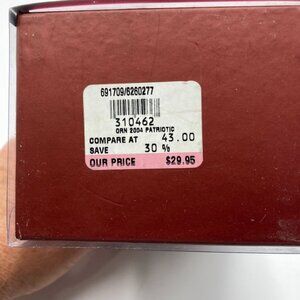 691709/6260277
310462
ORN 2004 PATRIOTIC
COMPARE AT 43.00
SAVE 30 %
OUR PRICE $29.95